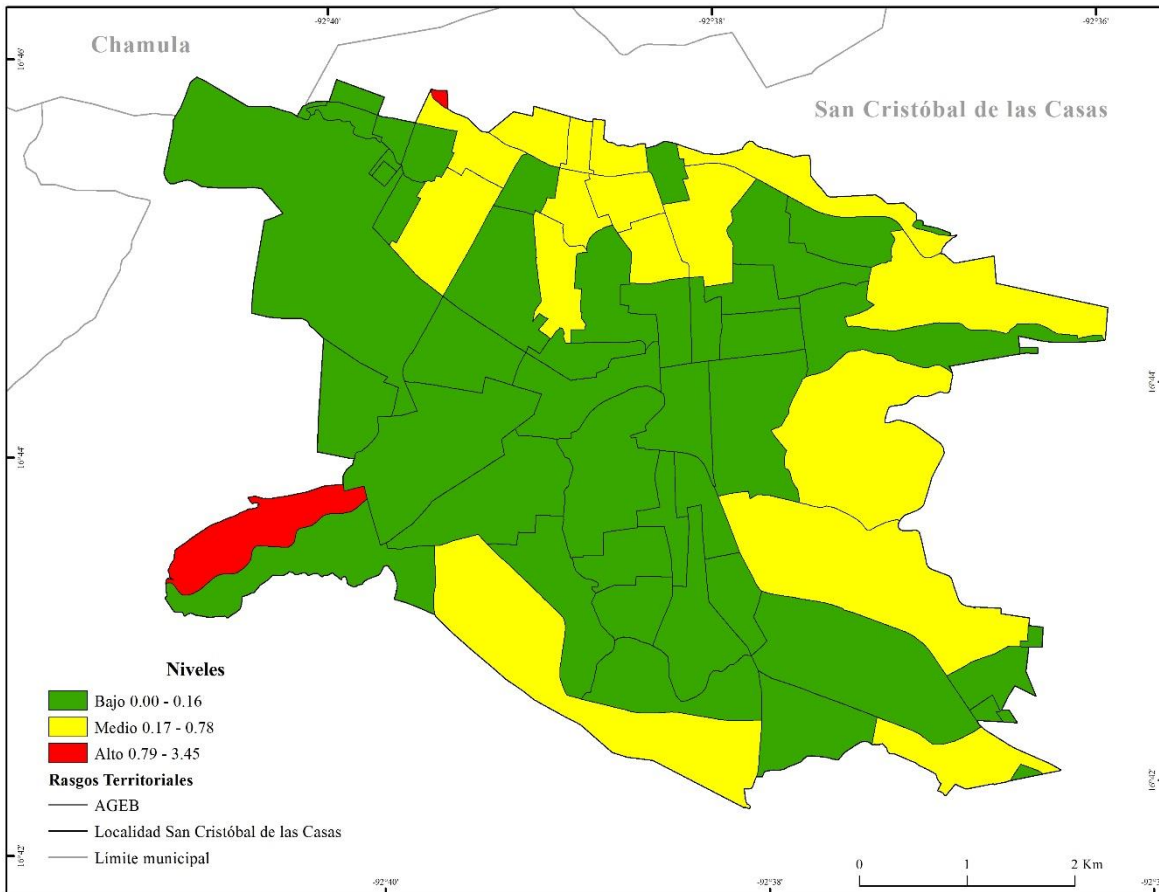 -92°40' -92°38' -92°36'
16°46'
Chamula
San Cristóbal de las Casas
16°44'
16°44'
Niveles
Bajo 0.00 - 0.16
Medio 0.17 - 0.78
Alto 0.79 - 3.45
Rasgos Territoriales
AGEB
Localidad San Cristóbal de las Casas
Límite municipal
16°42'
16°42'
0 1 2 Km
-92°40' -92°38'